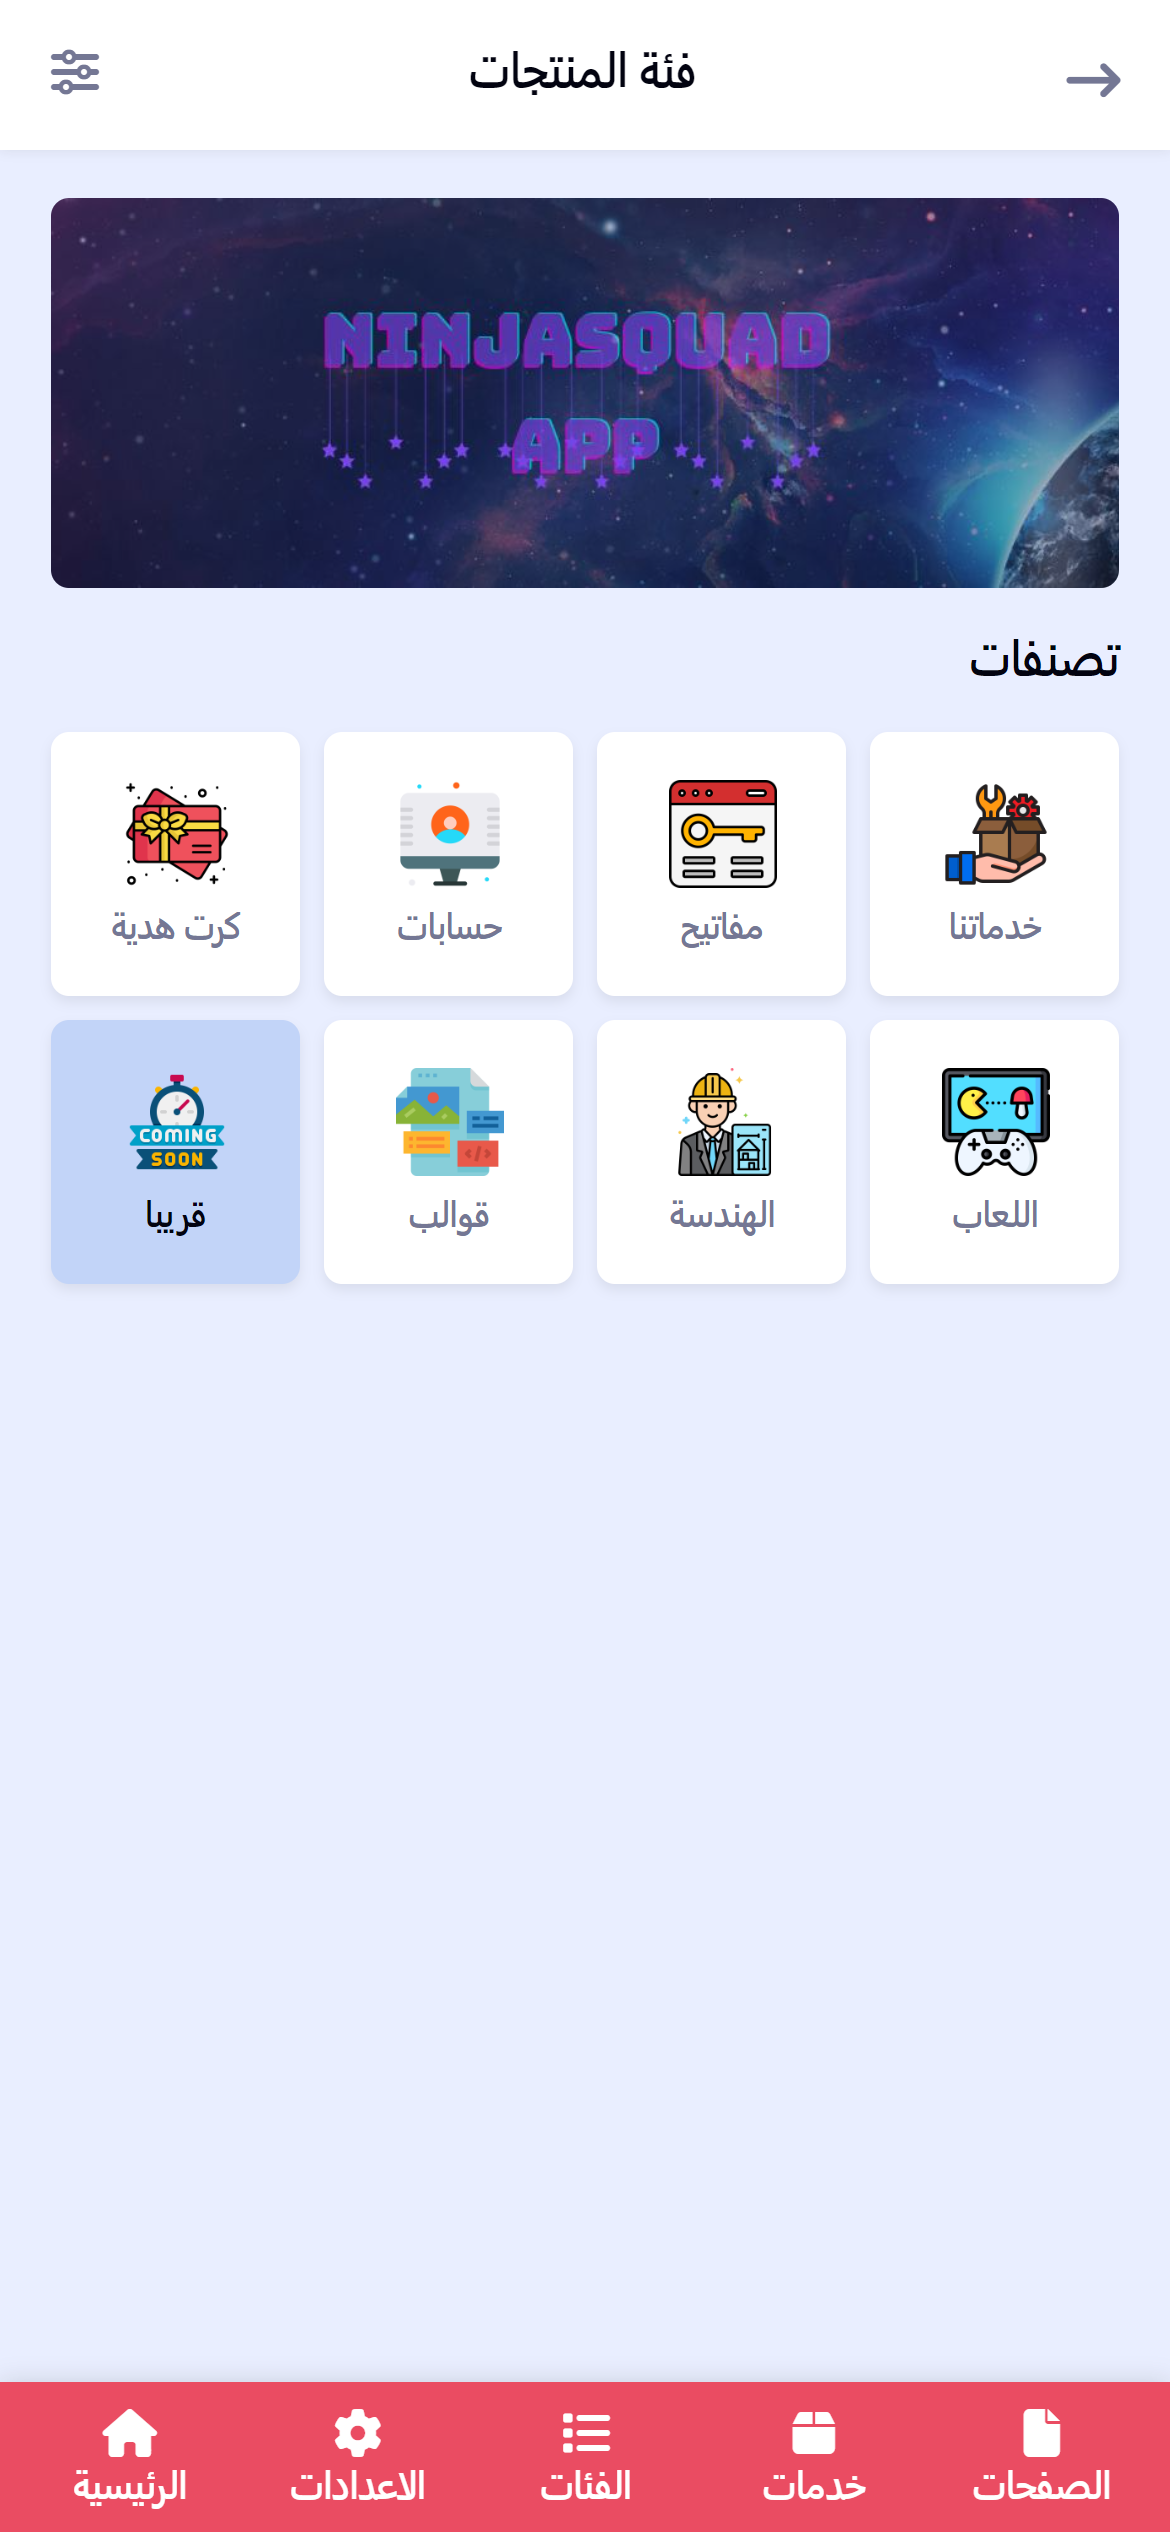 فئة المنتجات
NINJASQUAD
APP
تصنفات
خدماتنا
مفاتيح
حسابات
كرت هدية
اللعاب
الهندسة
قوالب
COMING
SOON
قريبا
الصفحات
خدمات
الفئات
الاعدادات
الرئيسية